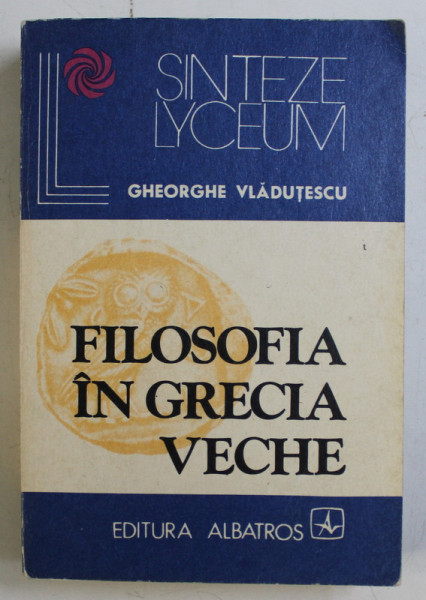 SINTEZE
LYCEUM
GHEORGHE VLĂDUȚESCU
FILOSOFIA
ÎN GRECIA
VECHE
EDITURA ALBATROS